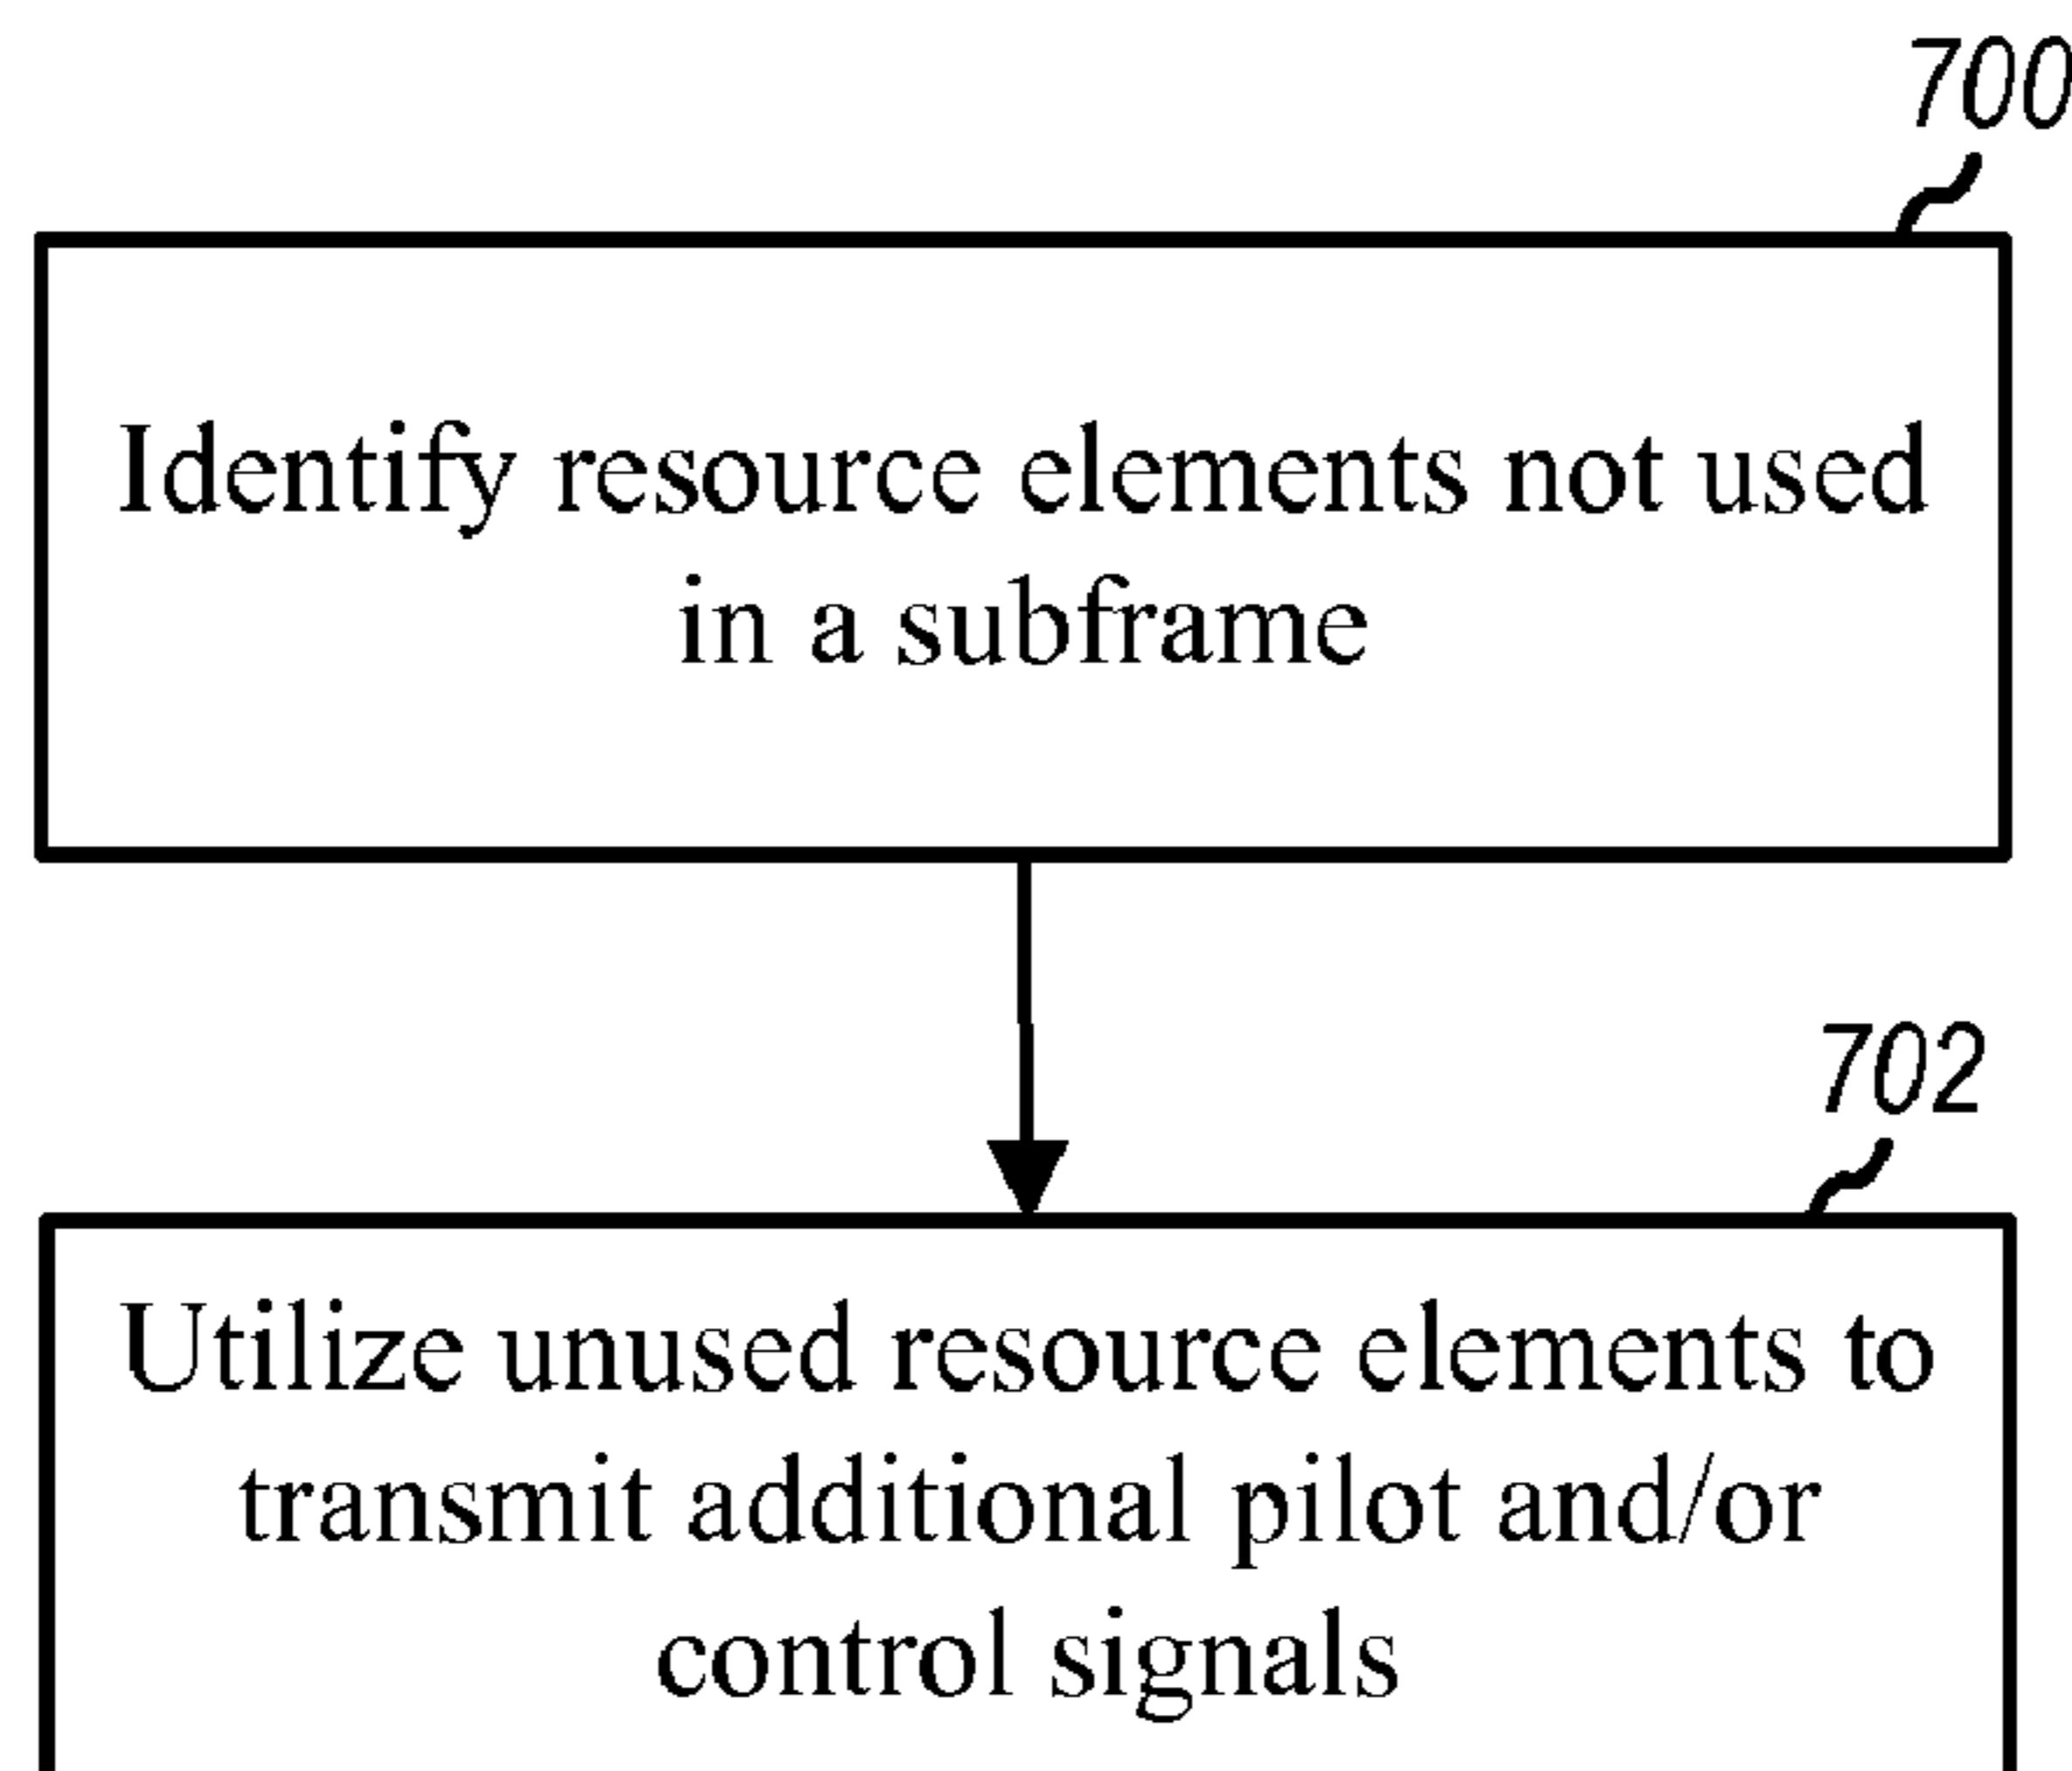 700
Identify resource elements not used
in a subframe
702
Utilize unused resource elements to
transmit additional pilot and/or
control signals